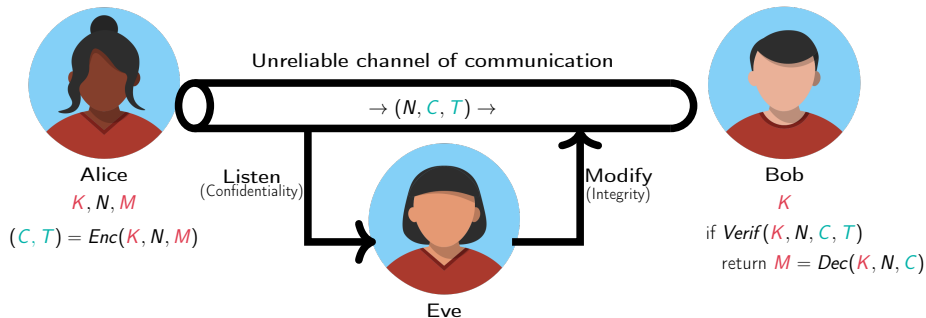 Unreliable channel of communication
→ (N, C, T) →
Alice
K, N, M
(C, T) = Enc(K, N, M)
Listen
(Confidentiality)
Eve
Modify
(Integrity)
Bob
K
if Verif(K, N, C, T)
return M = Dec(K, N, C)